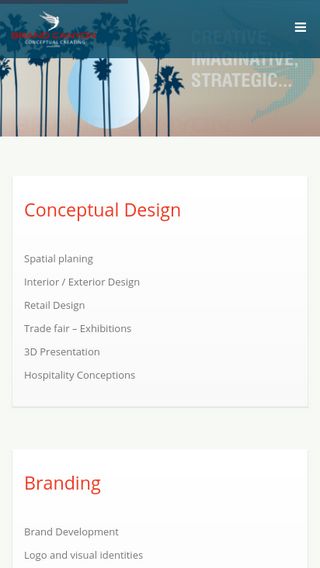 CONCEPTUAL CREATING
CREATIVE,
IMAGINATIVE,
STRATEGIC...
Conceptual Design
Spatial planing
Interior / Exterior Design
Retail Design
Trade fair – Exhibitions
3D Presentation
Hospitality Conceptions
Branding
Brand Development
Logo and visual identities